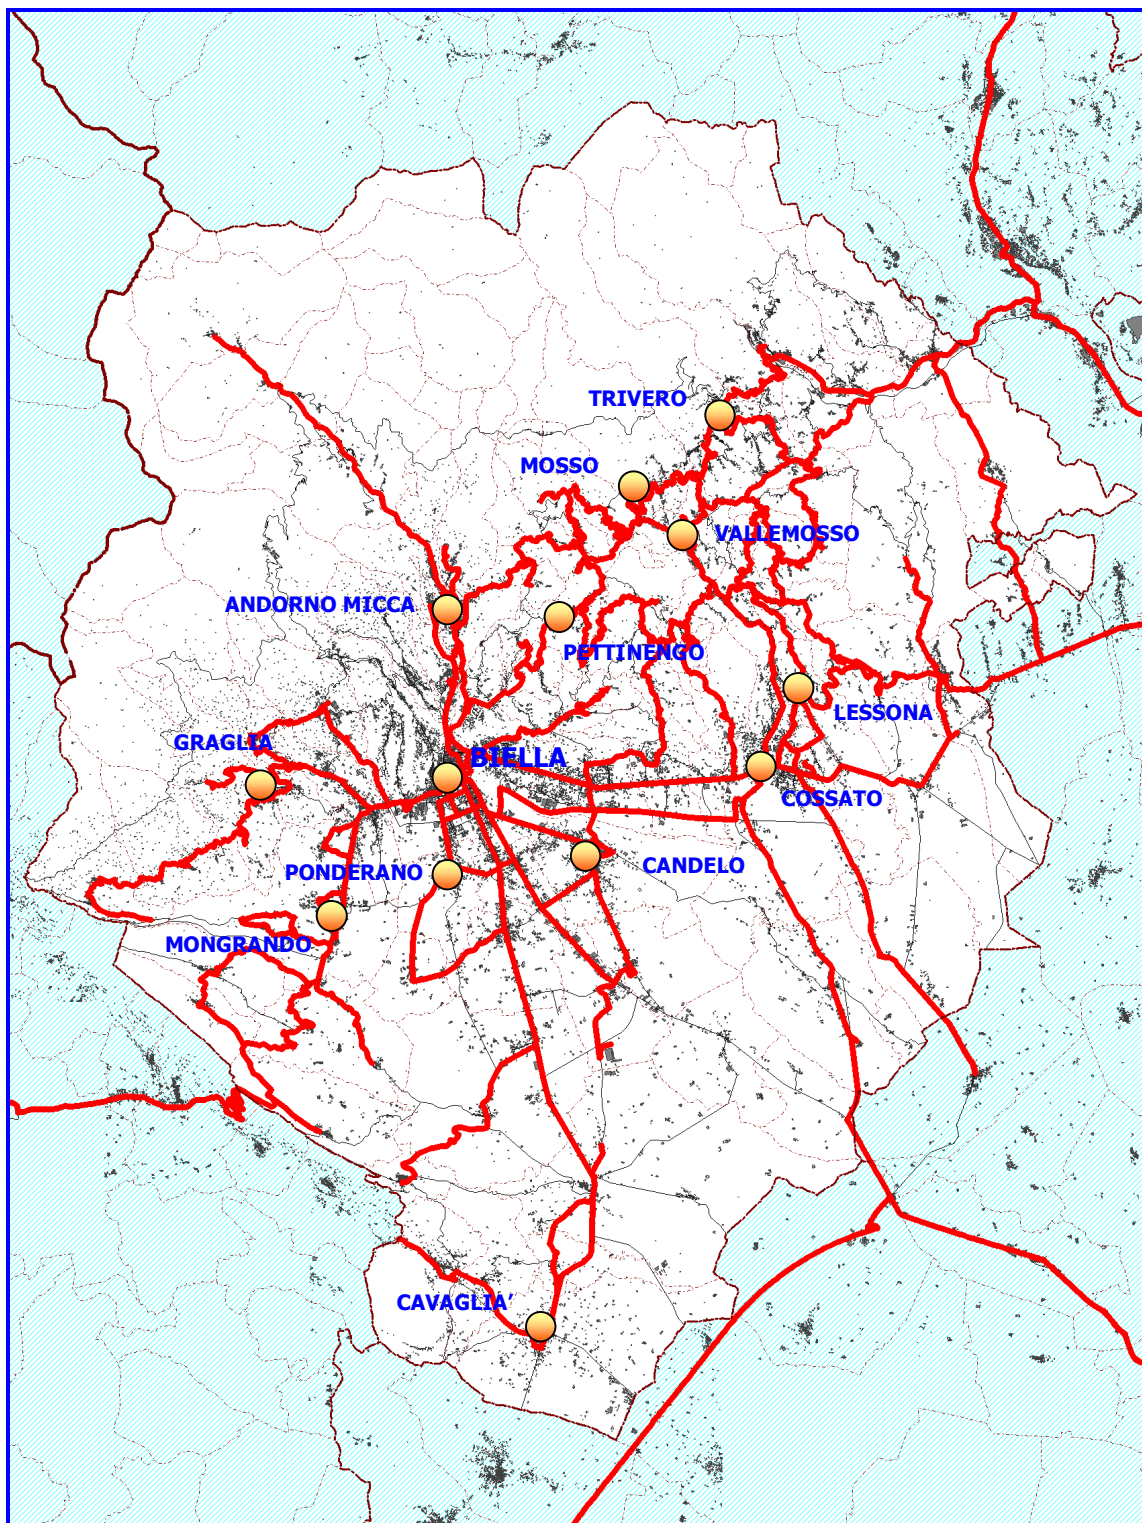 TRIVERO
MOSSO
VALLEMOSSO
ANDORNO MICCA
PETTINENGO
LESSONA
GRAGLIA
BIELLA
COSSATO
PONDERANO
CANDELO
MONGRANDO
CAVAGLIA’